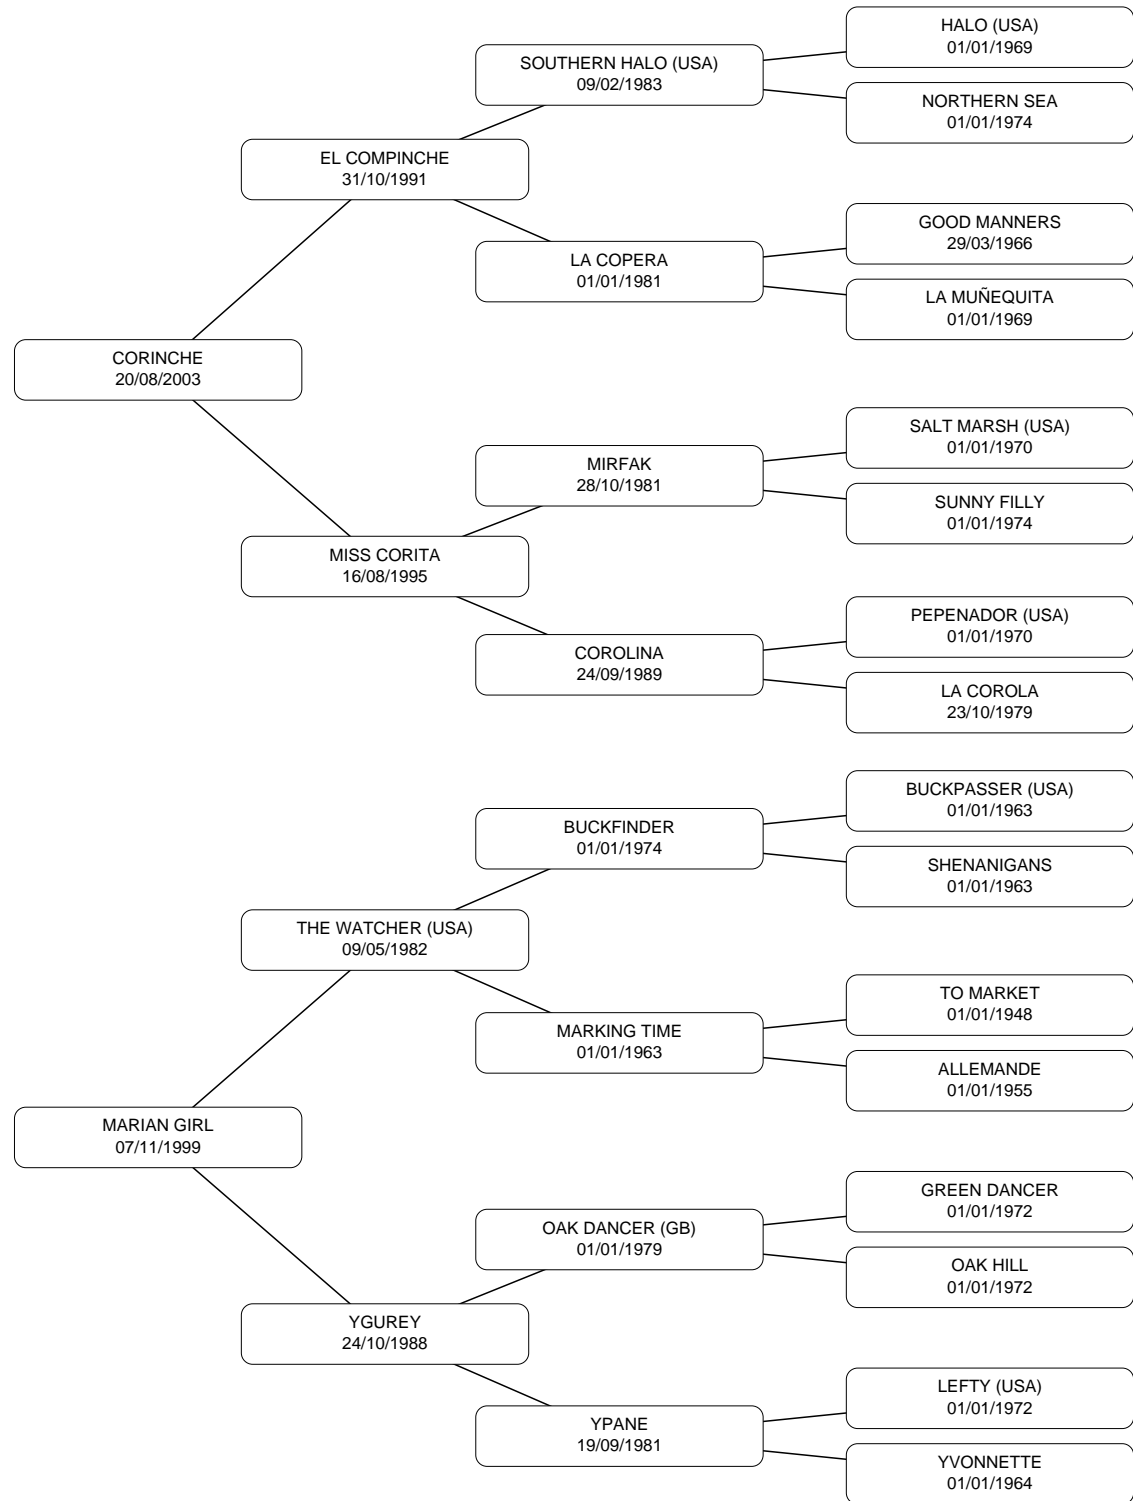 HALO (USA)
01/01/1969
SOUTHERN HALO (USA)
09/02/1983
NORTHERN SEA
01/01/1974
EL COMPINCHE
31/10/1991
GOOD MANNERS
29/03/1966
LA COPERA
01/01/1981
LA MUÑEQUITA
01/01/1969
CORINCHE
20/08/2003
SALT MARSH (USA)
01/01/1970
MIRFAK
28/10/1981
SUNNY FILLY
01/01/1974
MISS CORITA
16/08/1995
PEPENADOR (USA)
01/01/1970
COROLINA
24/09/1989
LA COROLA
23/10/1979
BUCKPASSER (USA)
01/01/1963
BUCKFINDER
01/01/1974
SHENANIGANS
01/01/1963
THE WATCHER (USA)
09/05/1982
TO MARKET
01/01/1948
MARKING TIME
01/01/1963
ALLEMANDE
01/01/1955
MARIAN GIRL
07/11/1999
GREEN DANCER
01/01/1972
OAK DANCER (GB)
01/01/1979
OAK HILL
01/01/1972
YGUREY
24/10/1988
LEFTY (USA)
01/01/1972
YPANE
19/09/1981
YVONNETTE
01/01/1964